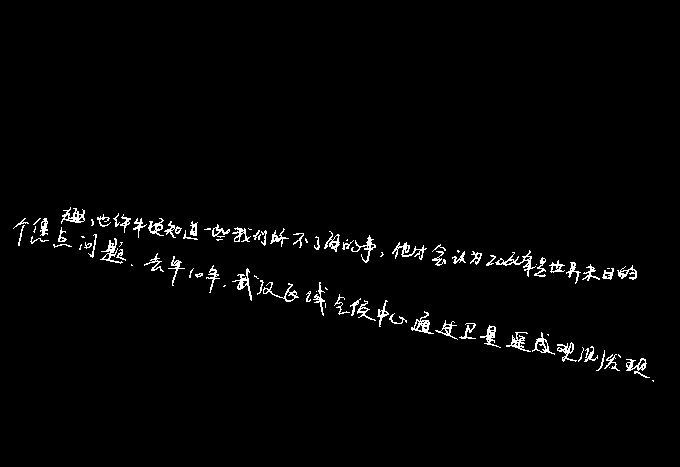 趣,也许牛顿知道一些我们所不了解的事,他才会认为2060年是世界末日的
个焦点问题.去年10年,武汉区域气候中心通过卫星遥感观测发现.